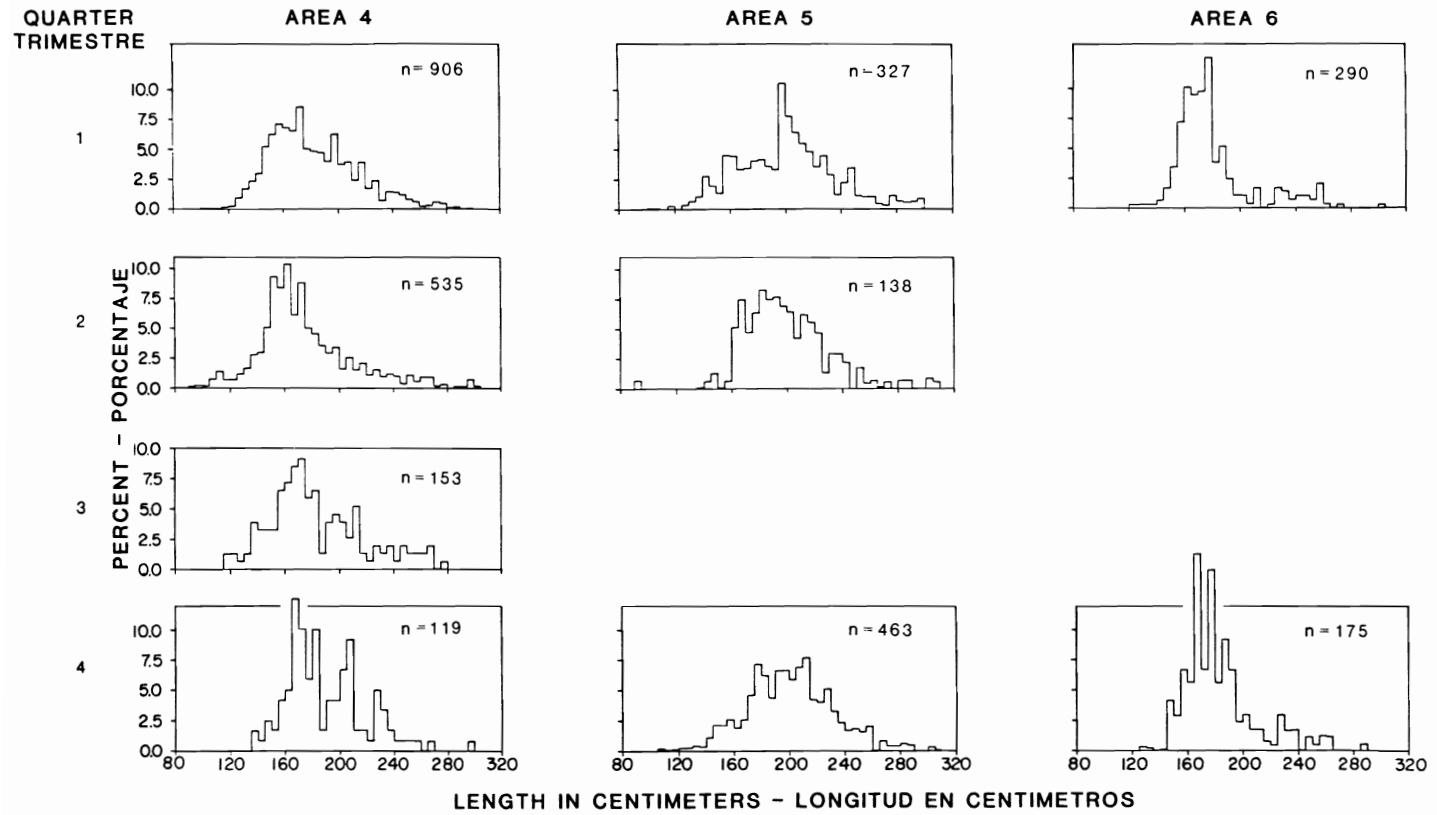 QUARTER
TRIMESTRE
AREA 4
AREA 5
AREA 6
1
10.0
7.5
5.0
2.5
0.0
n= 906
n-327
n=290
2
10.0
7.5
5.0
2.5
0.0
n=535
n=138
PERCENT - PORCENTAJE
3
10.0
7.5
5.0
2.5
0.0
n=153
4
10.0
7.5
5.0
2.5
0.0
n=119
n=463
n=175
80 120 160 200 240 280 320
80 120 160 200 240 280 320
80 120 160 200 240 280 320
LENGTH IN CENTIMETERS - LONGITUD EN CENTIMETROS